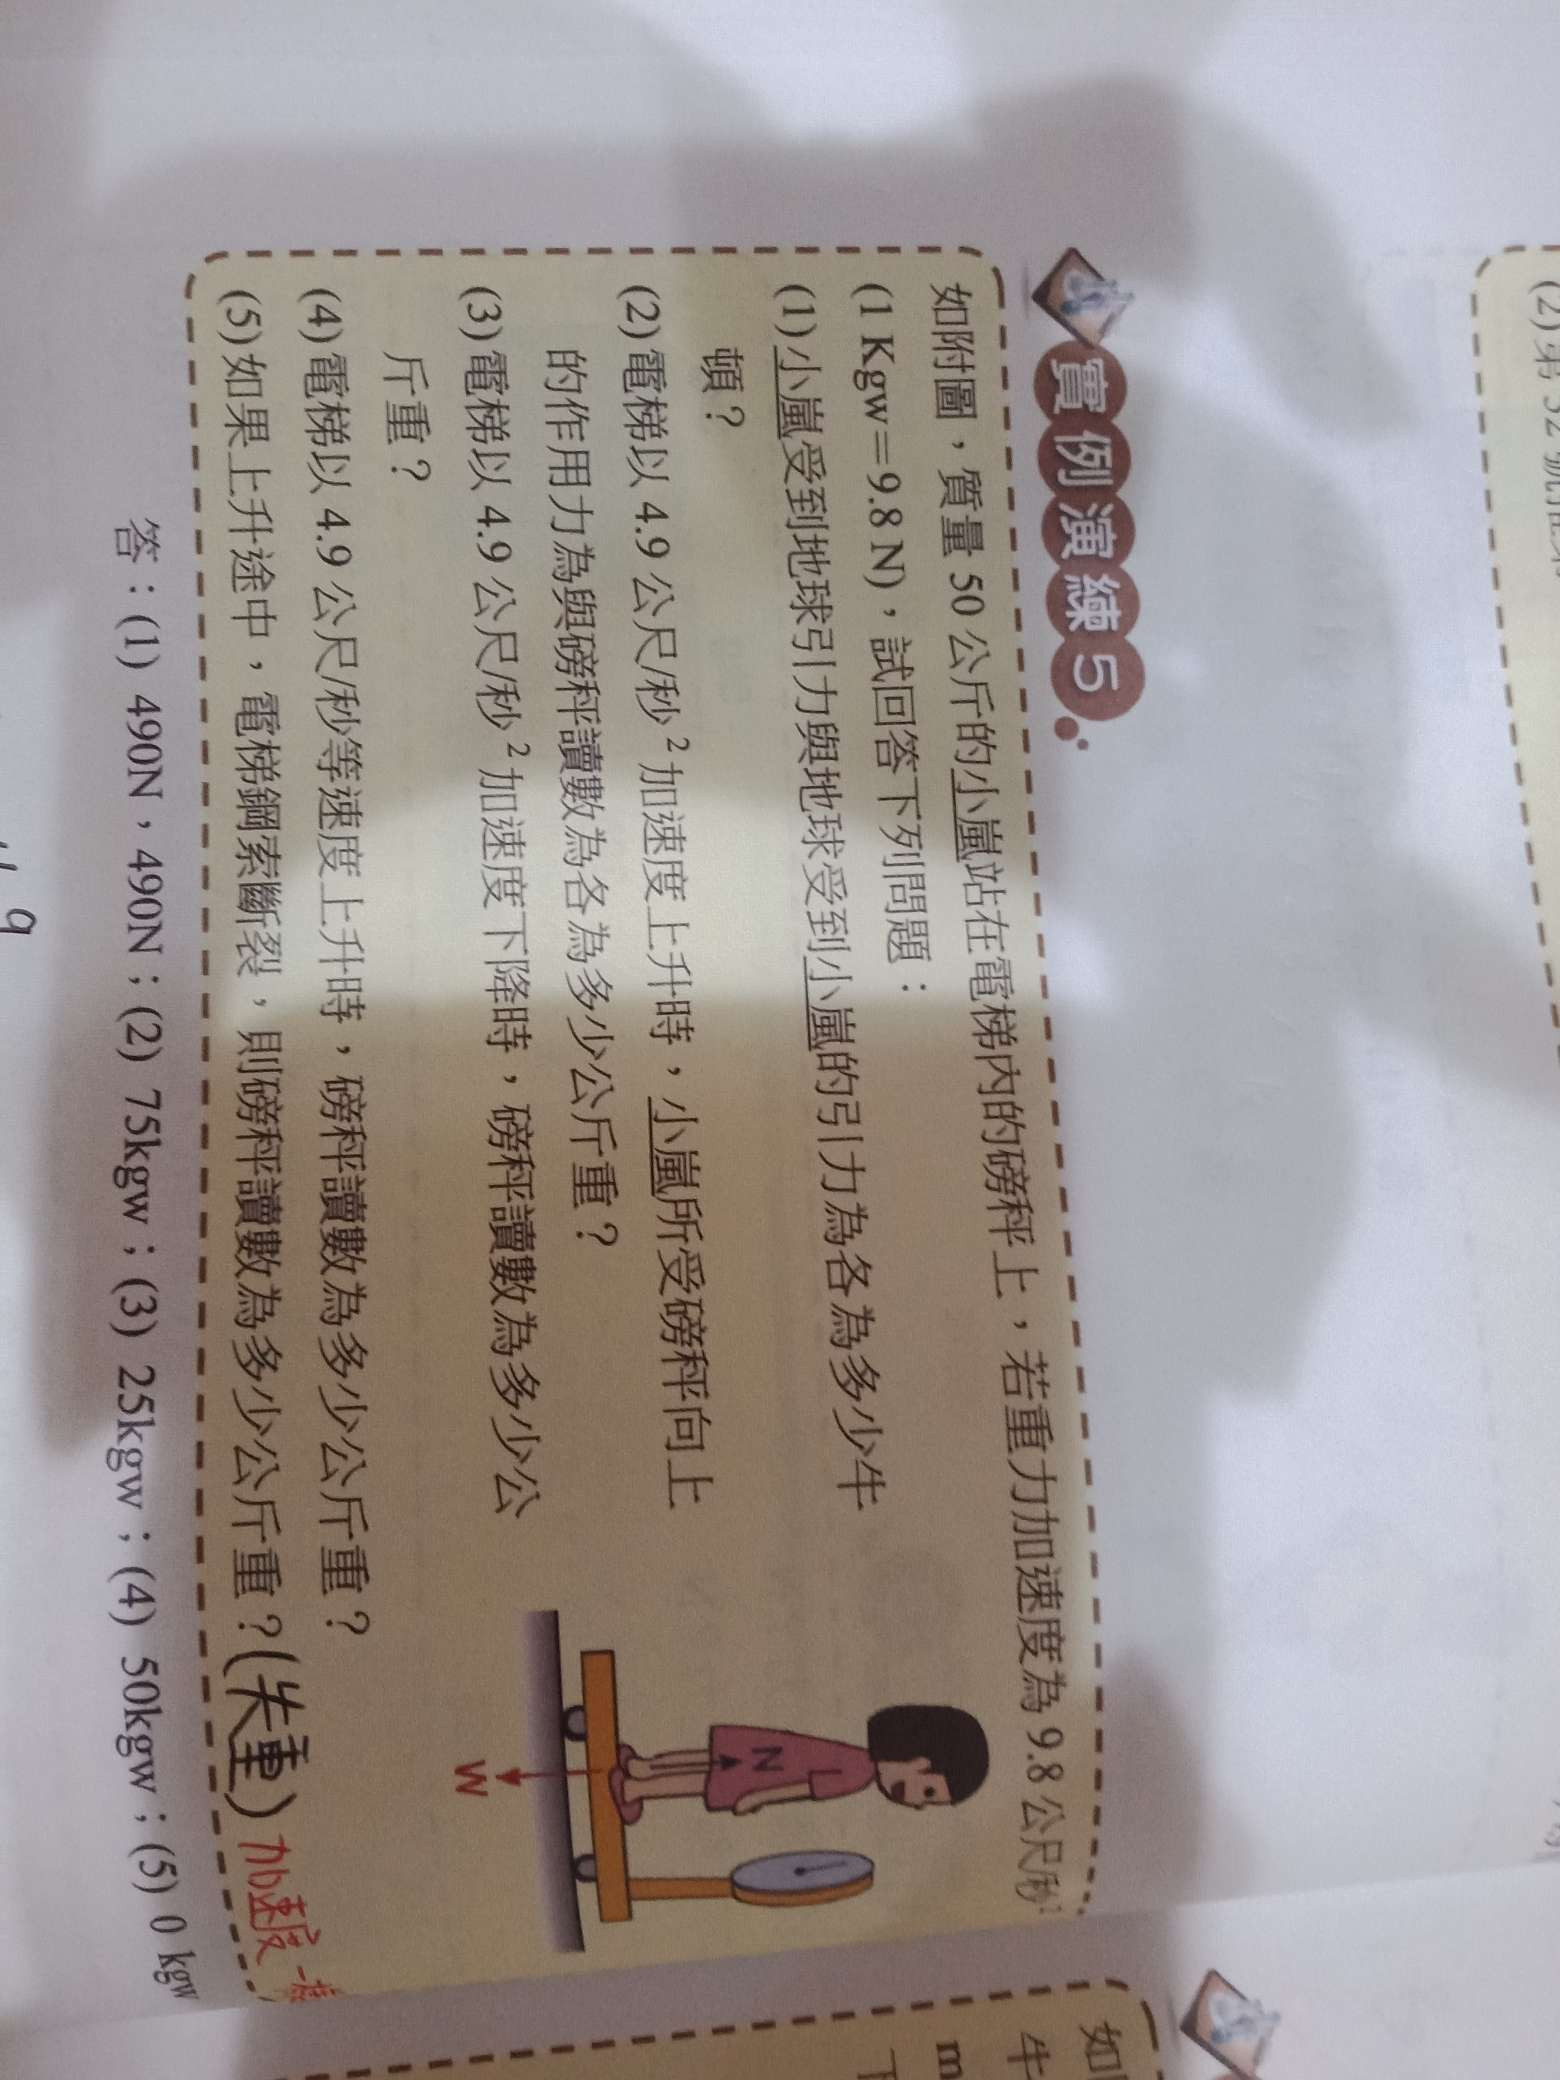 實例演練5
如附圖，質量 50 公斤的小嵐站在電梯內的磅秤上，若重力加速度為 9.8 公尺/秒²
(1 Kgw＝9.8 N)，試回答下列問題：
(1)小嵐受到地球引力與地球受到小嵐的引力為各為多少牛
頓？
(2)電梯以 4.9 公尺/秒² 加速度上升時，小嵐所受磅秤向上
的作用力為與磅秤讀數為各為多少公斤重？
(3)電梯以 4.9 公尺/秒² 加速度下降時，磅秤讀數為多少公
斤重？
(4)電梯以 4.9 公尺/秒等速度上升時，磅秤讀數為多少公斤重？
(5)如果上升途中，電梯鋼索斷裂，則磅秤讀數為多少公斤重？(失重) 加速度一樣
N
W
答：(1) 490N，490N；(2) 75kgw；(3) 25kgw；(4) 50kgw；(5) 0 kgw
如
牛
m